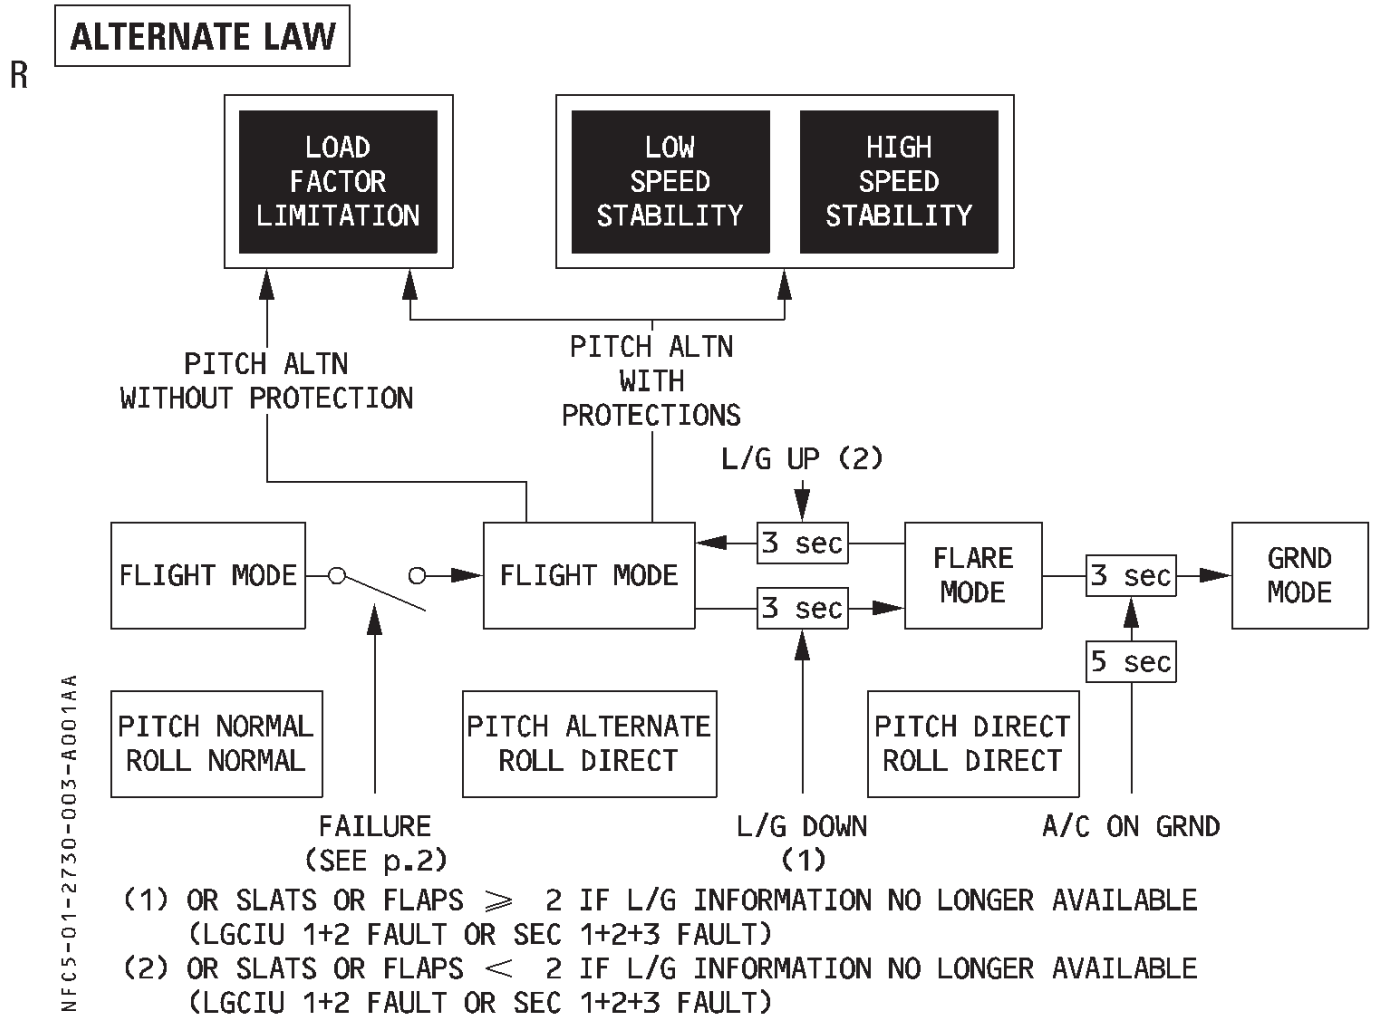 ALTERNATE LAW
R
LOAD
FACTOR
LIMITATION
LOW
SPEED
STABILITY
HIGH
SPEED
STABILITY
PITCH ALTN
WITHOUT PROTECTION
PITCH ALTN
WITH
PROTECTIONS
L/G UP (2)
FLIGHT MODE
FLIGHT MODE
3 sec
3 sec
FLARE
MODE
3 sec
5 sec
GRND
MODE
PITCH NORMAL
ROLL NORMAL
PITCH ALTERNATE
ROLL DIRECT
PITCH DIRECT
ROLL DIRECT
FAILURE
(SEE p.2)
L/G DOWN
(1)
A/C ON GRND
(1) OR SLATS OR FLAPS ⩾ 2 IF L/G INFORMATION NO LONGER AVAILABLE
(LGCIU 1+2 FAULT OR SEC 1+2+3 FAULT)
(2) OR SLATS OR FLAPS < 2 IF L/G INFORMATION NO LONGER AVAILABLE
(LGCIU 1+2 FAULT OR SEC 1+2+3 FAULT)
NFC5-01-2730-003-A001AA